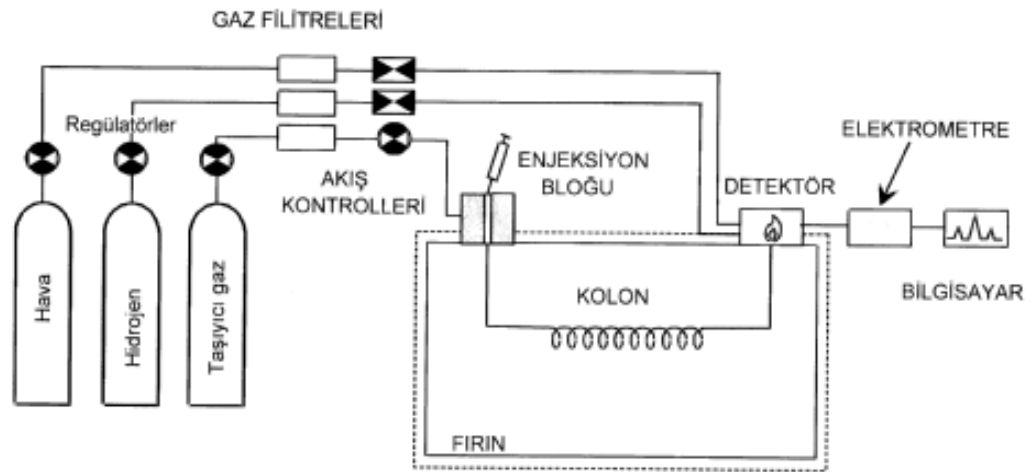 GAZ FİLİTRELERİ
Regülatörler
AKIŞ
KONTROLLERİ
ENJEKSİYON
BLOĞU
DETEKTÖR
ELEKTROMETRE
BİLGİSAYAR
KOLON
FIRIN
Hava
Hidrojen
Taşıyıcı gaz